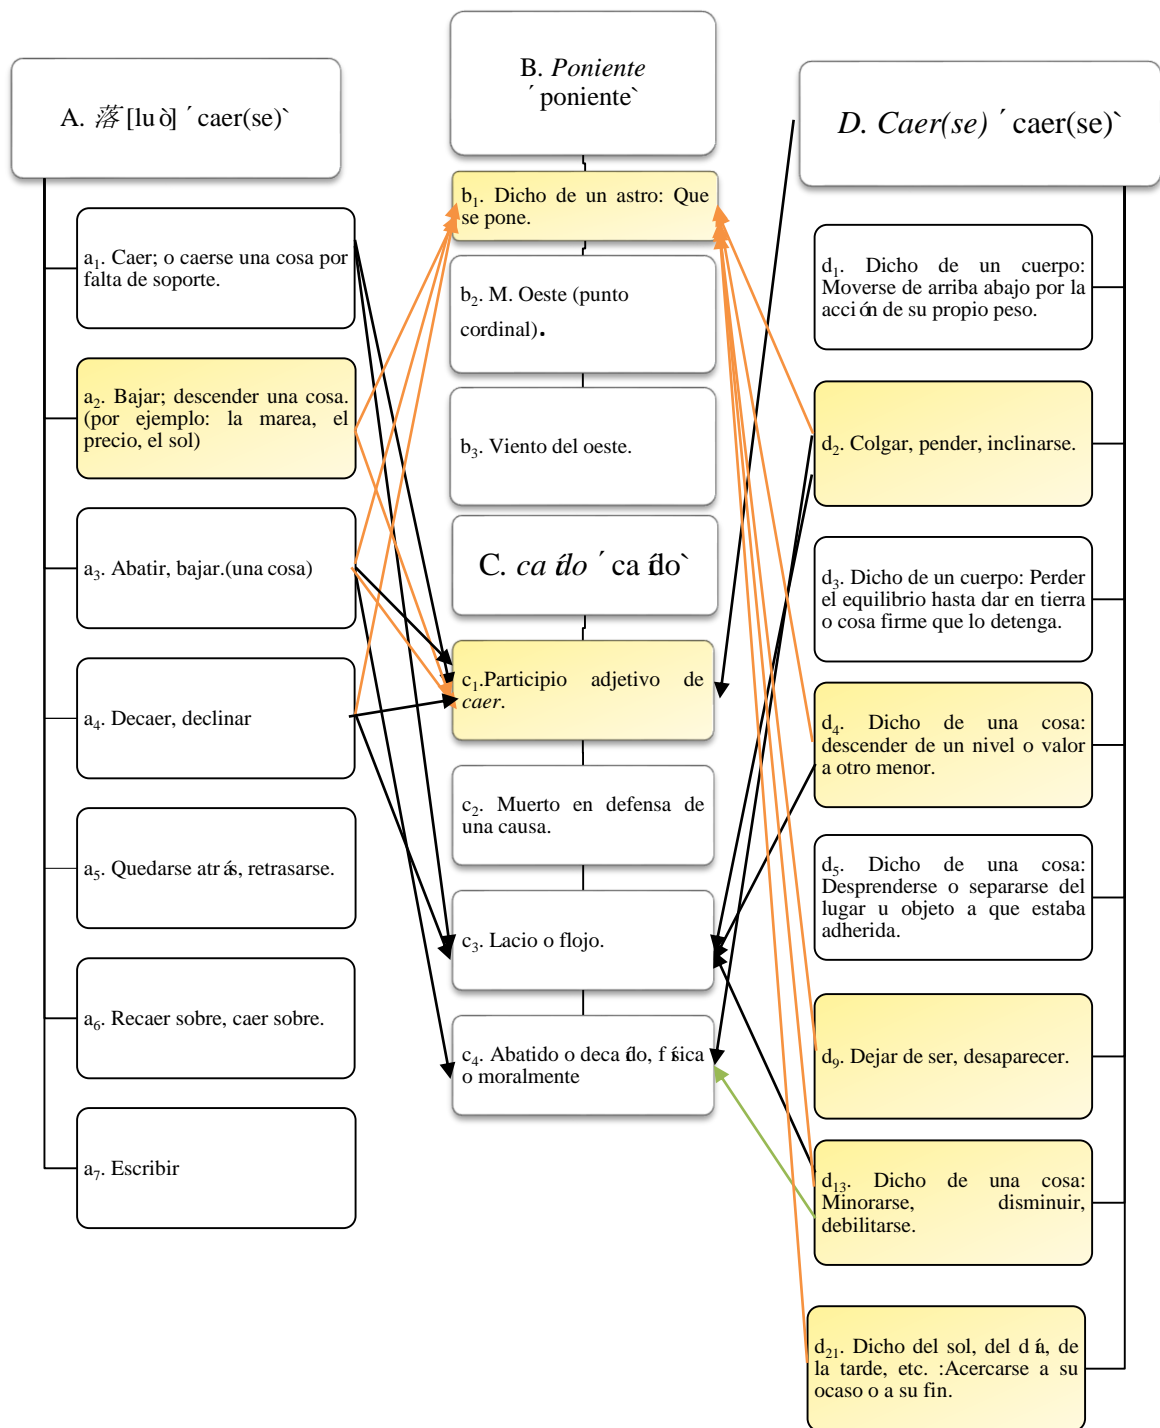 A. 落 [luò] ´ caer(se)`
a₁. Caer; o caerse una cosa por
falta de soporte.
a₂. Bajar; descender una cosa.
(por ejemplo: la marea, el
precio, el sol)
a₃. Abatir, bajar.(una cosa)
a₄. Decaer, declinar
a₅. Quedarse atrás, retrasarse.
a₆. Recaer sobre, caer sobre.
a₇. Escribir
B. Poniente
´ poniente`
b₁. Dicho de un astro: Que
se pone.
b₂. M. Oeste (punto
cordinal).
b₃. Viento del oeste.
C. caído ´ caído`
c₁.Participio adjetivo de
caer.
c₂. Muerto en defensa de
una causa.
c₃. Lacio o flojo.
c₄. Abatido o decaído, física
o moralmente
D. Caer(se) ´ caer(se)`
d₁. Dicho de un cuerpo:
Moverse de arriba abajo por la
acción de su propio peso.
d₂. Colgar, pender, inclinarse.
d₃. Dicho de un cuerpo: Perder
el equilibrio hasta dar en tierra
o cosa firme que lo detenga.
d₄. Dicho de una cosa:
descender de un nivel o valor
a otro menor.
d₅. Dicho de una cosa:
Desprenderse o separarse del
lugar u objeto a que estaba
adherida.
d₉. Dejar de ser, desaparecer.
d₁₃. Dicho de una cosa:
Minorarse, disminuir,
debilitarse.
d₂₁. Dicho del sol, del día, de
la tarde, etc. :Acercarse a su
ocaso o a su fin.